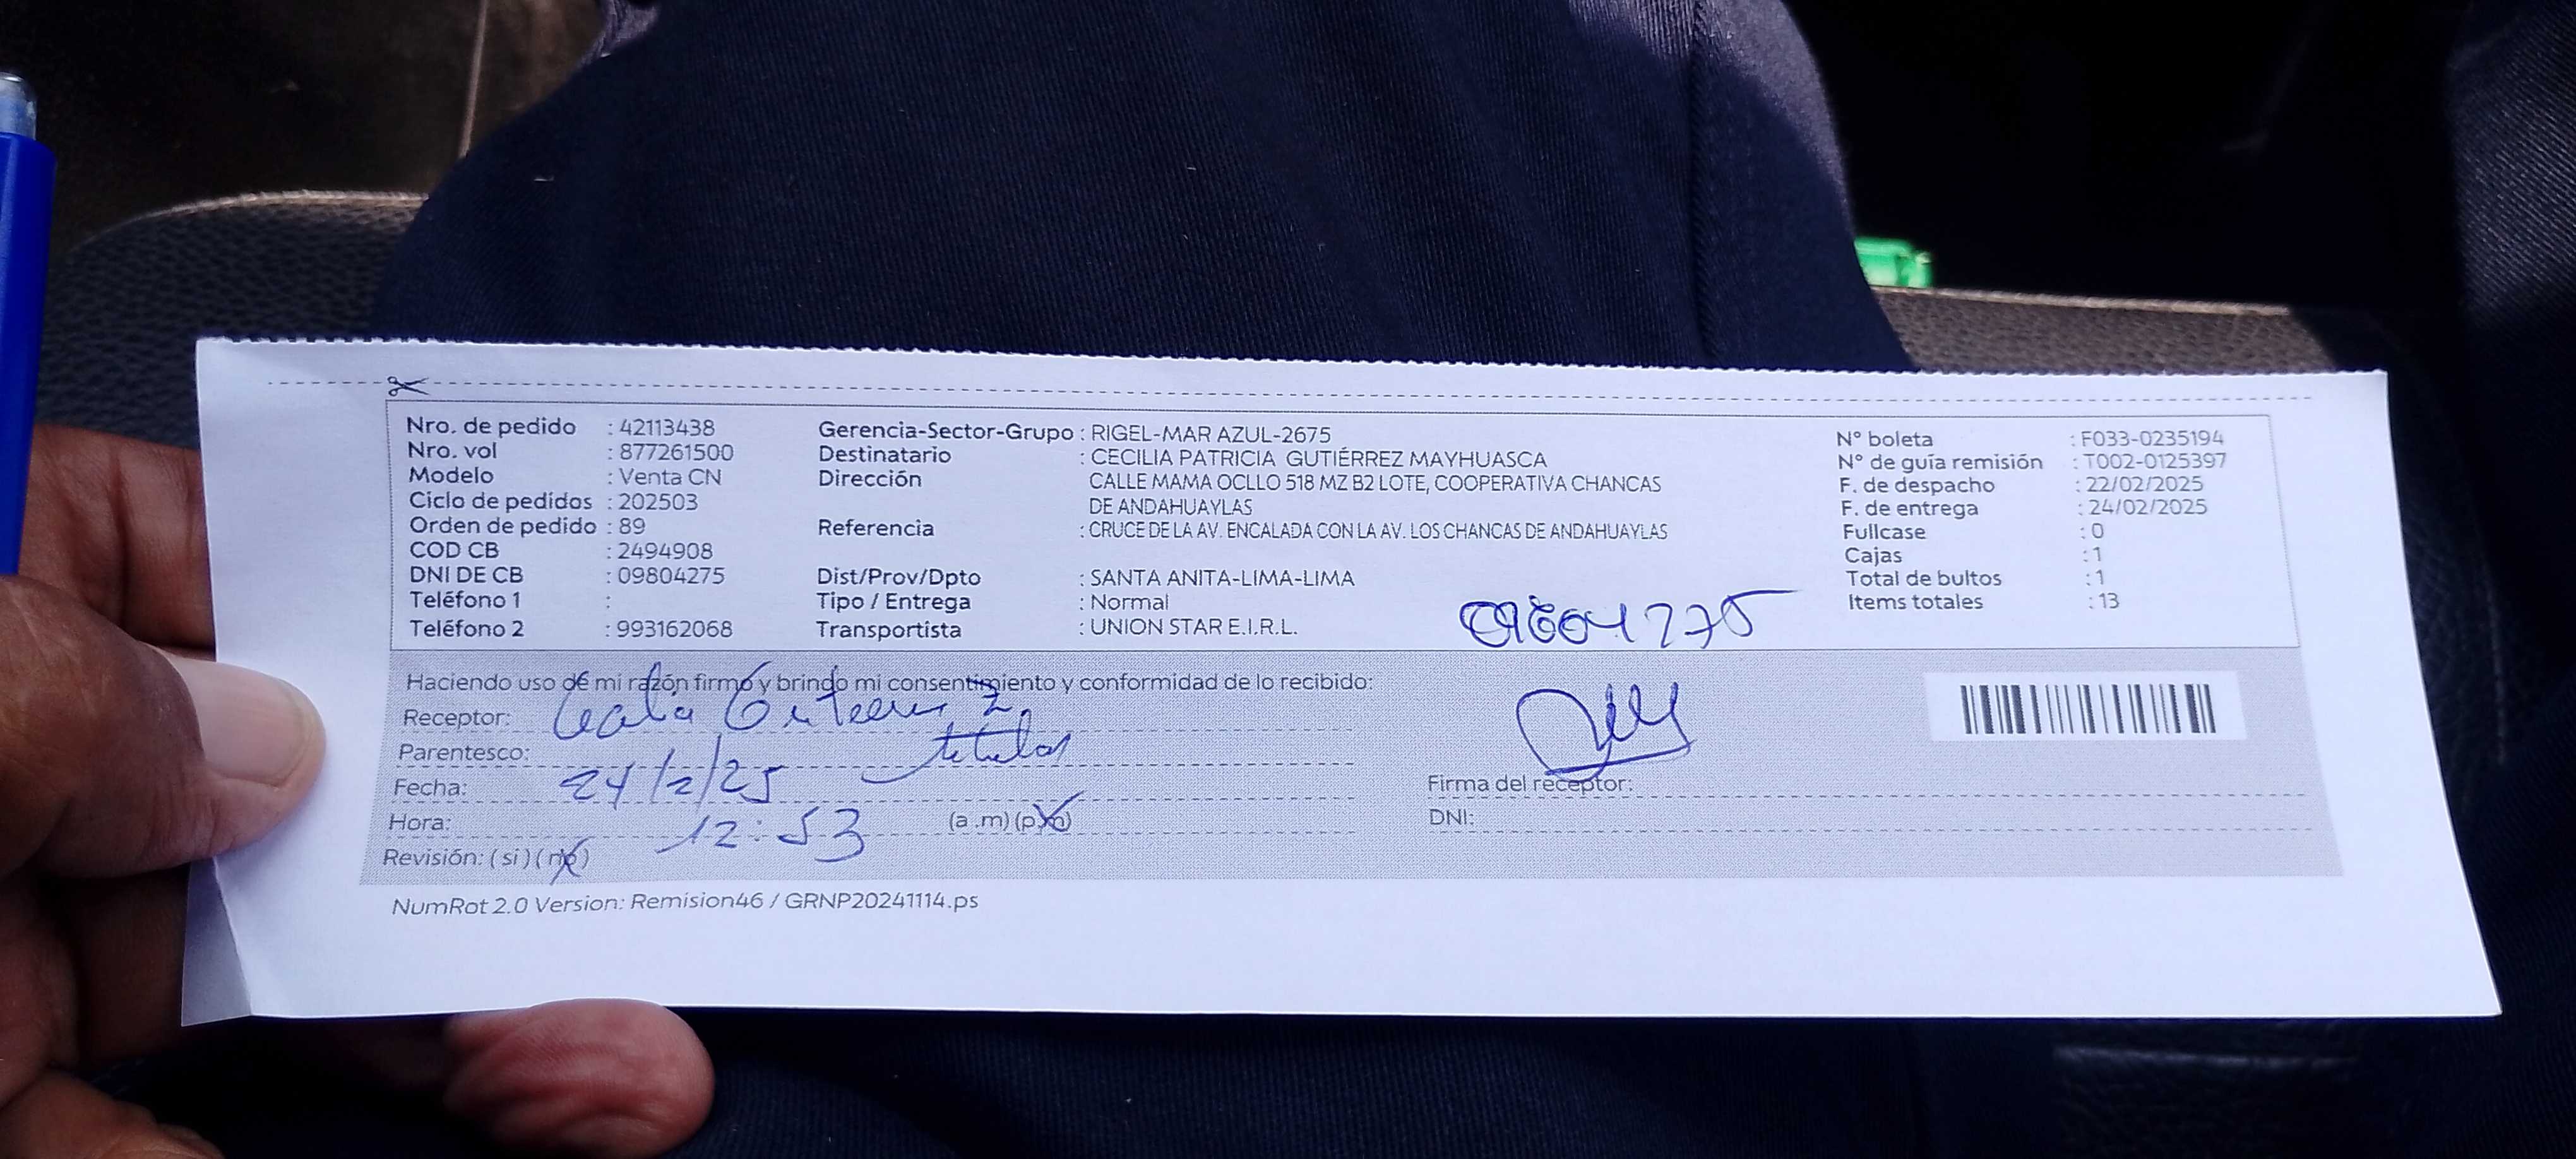 Nro. de pedido : 42113438
Nro. vol : 877261500
Modelo : Venta CN
Ciclo de pedidos : 202503
Orden de pedido : 89
COD CB : 2494908
DNI DE CB : 09804275
Teléfono 1 :
Teléfono 2 : 993162068
Gerencia-Sector-Grupo : RIGEL-MAR AZUL-2675
Destinatario : CECILIA PATRICIA GUTIÉRREZ MAYHUASCA
Dirección CALLE MAMA OCLLO 518 MZ B2 LOTE, COOPERATIVA CHANCAS
DE ANDAHUAYLAS
Referencia : CRUCE DE LA AV. ENCALADA CON LA AV. LOS CHANCAS DE ANDAHUAYLAS
Dist/Prov/Dpto : SANTA ANITA-LIMA-LIMA
Tipo / Entrega : Normal
Transportista : UNION STAR E.I.R.L.
N° boleta : F033-0235194
N° de guía remisión : T002-0125397
F. de despacho : 22/02/2025
F. de entrega : 24/02/2025
Fullcase : 0
Cajas : 1
Total de bultos : 1
Items totales : 13
Haciendo uso de mi razón firmo y brindo mi consentimiento y conformidad de lo recibido:
Receptor:
Parentesco: titular
Fecha: 24/2/25
Hora: 12:53 (a.m) (p.m)
Revisión: (si) (no)
Firma del receptor:
DNI:
NumRot 2.0 Version: Remision46 / GRNP20241114.ps